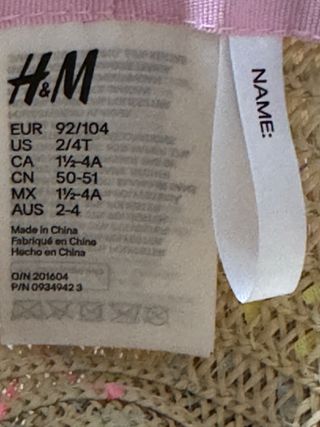 H&M
NAME:
EUR 92/104
US 2/4T
CA 1½-4A
CN 50-51
MX 1½-4A
AUS 2-4
Made in China
Fabriqué en China
Hecho en China
O/N 201604
P/N 0934942 3